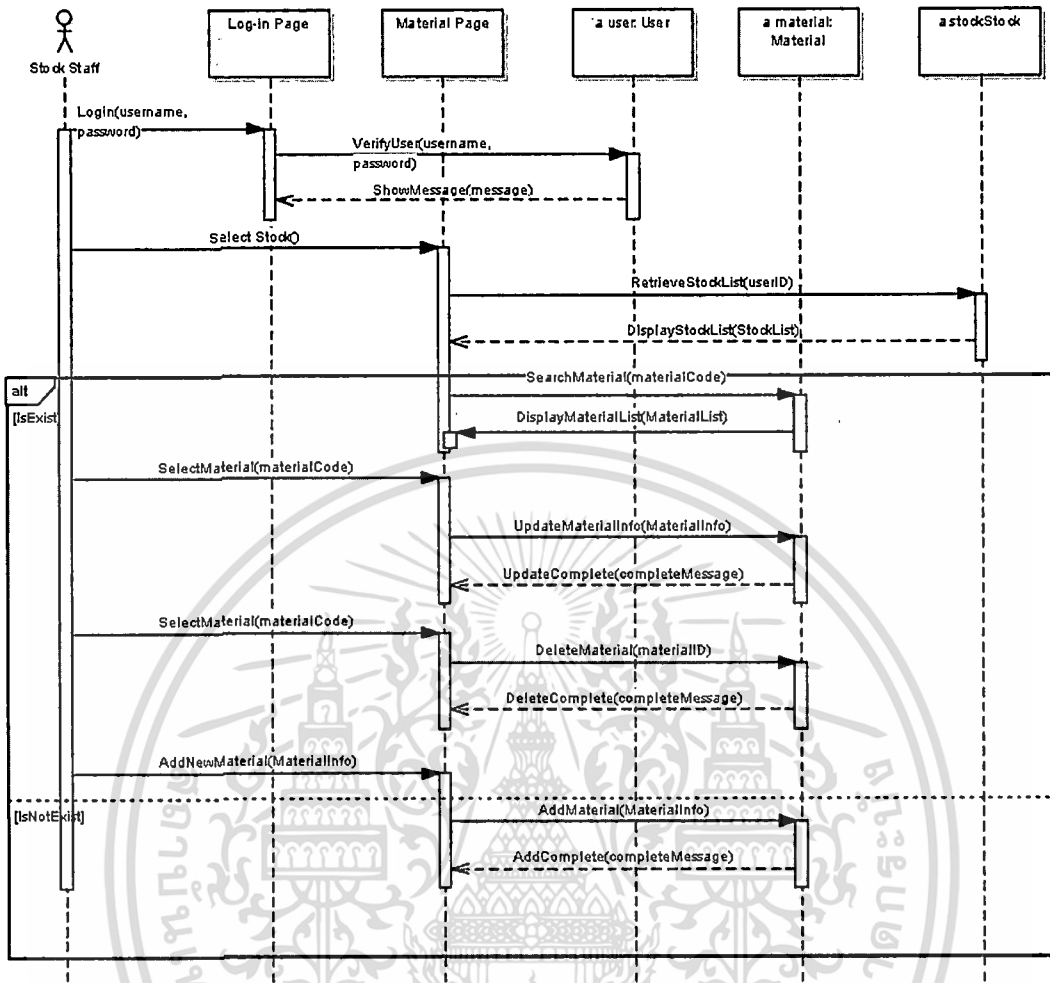 Stock Staff
Log-in Page
Material Page
a user: User
a material:
Material
a stockStock
Login(username,
password)
VerifyUser(username,
password)
ShowMessage(message)
Select Stock()
RetrieveStockList(userID)
DisplayStockList(StockList)
alt
[IsExist]
SearchMaterial(materialCode)
DisplayMaterialList(MaterialList)
SelectMaterial(materialCode)
UpdateMaterialInfo(MaterialInfo)
UpdateComplete(completeMessage)
SelectMaterial(materialCode)
DeleteMaterial(materialID)
DeleteComplete(completeMessage)
AddNewMaterial(MaterialInfo)
[IsNotExist]
AddMaterial(MaterialInfo)
AddComplete(completeMessage)